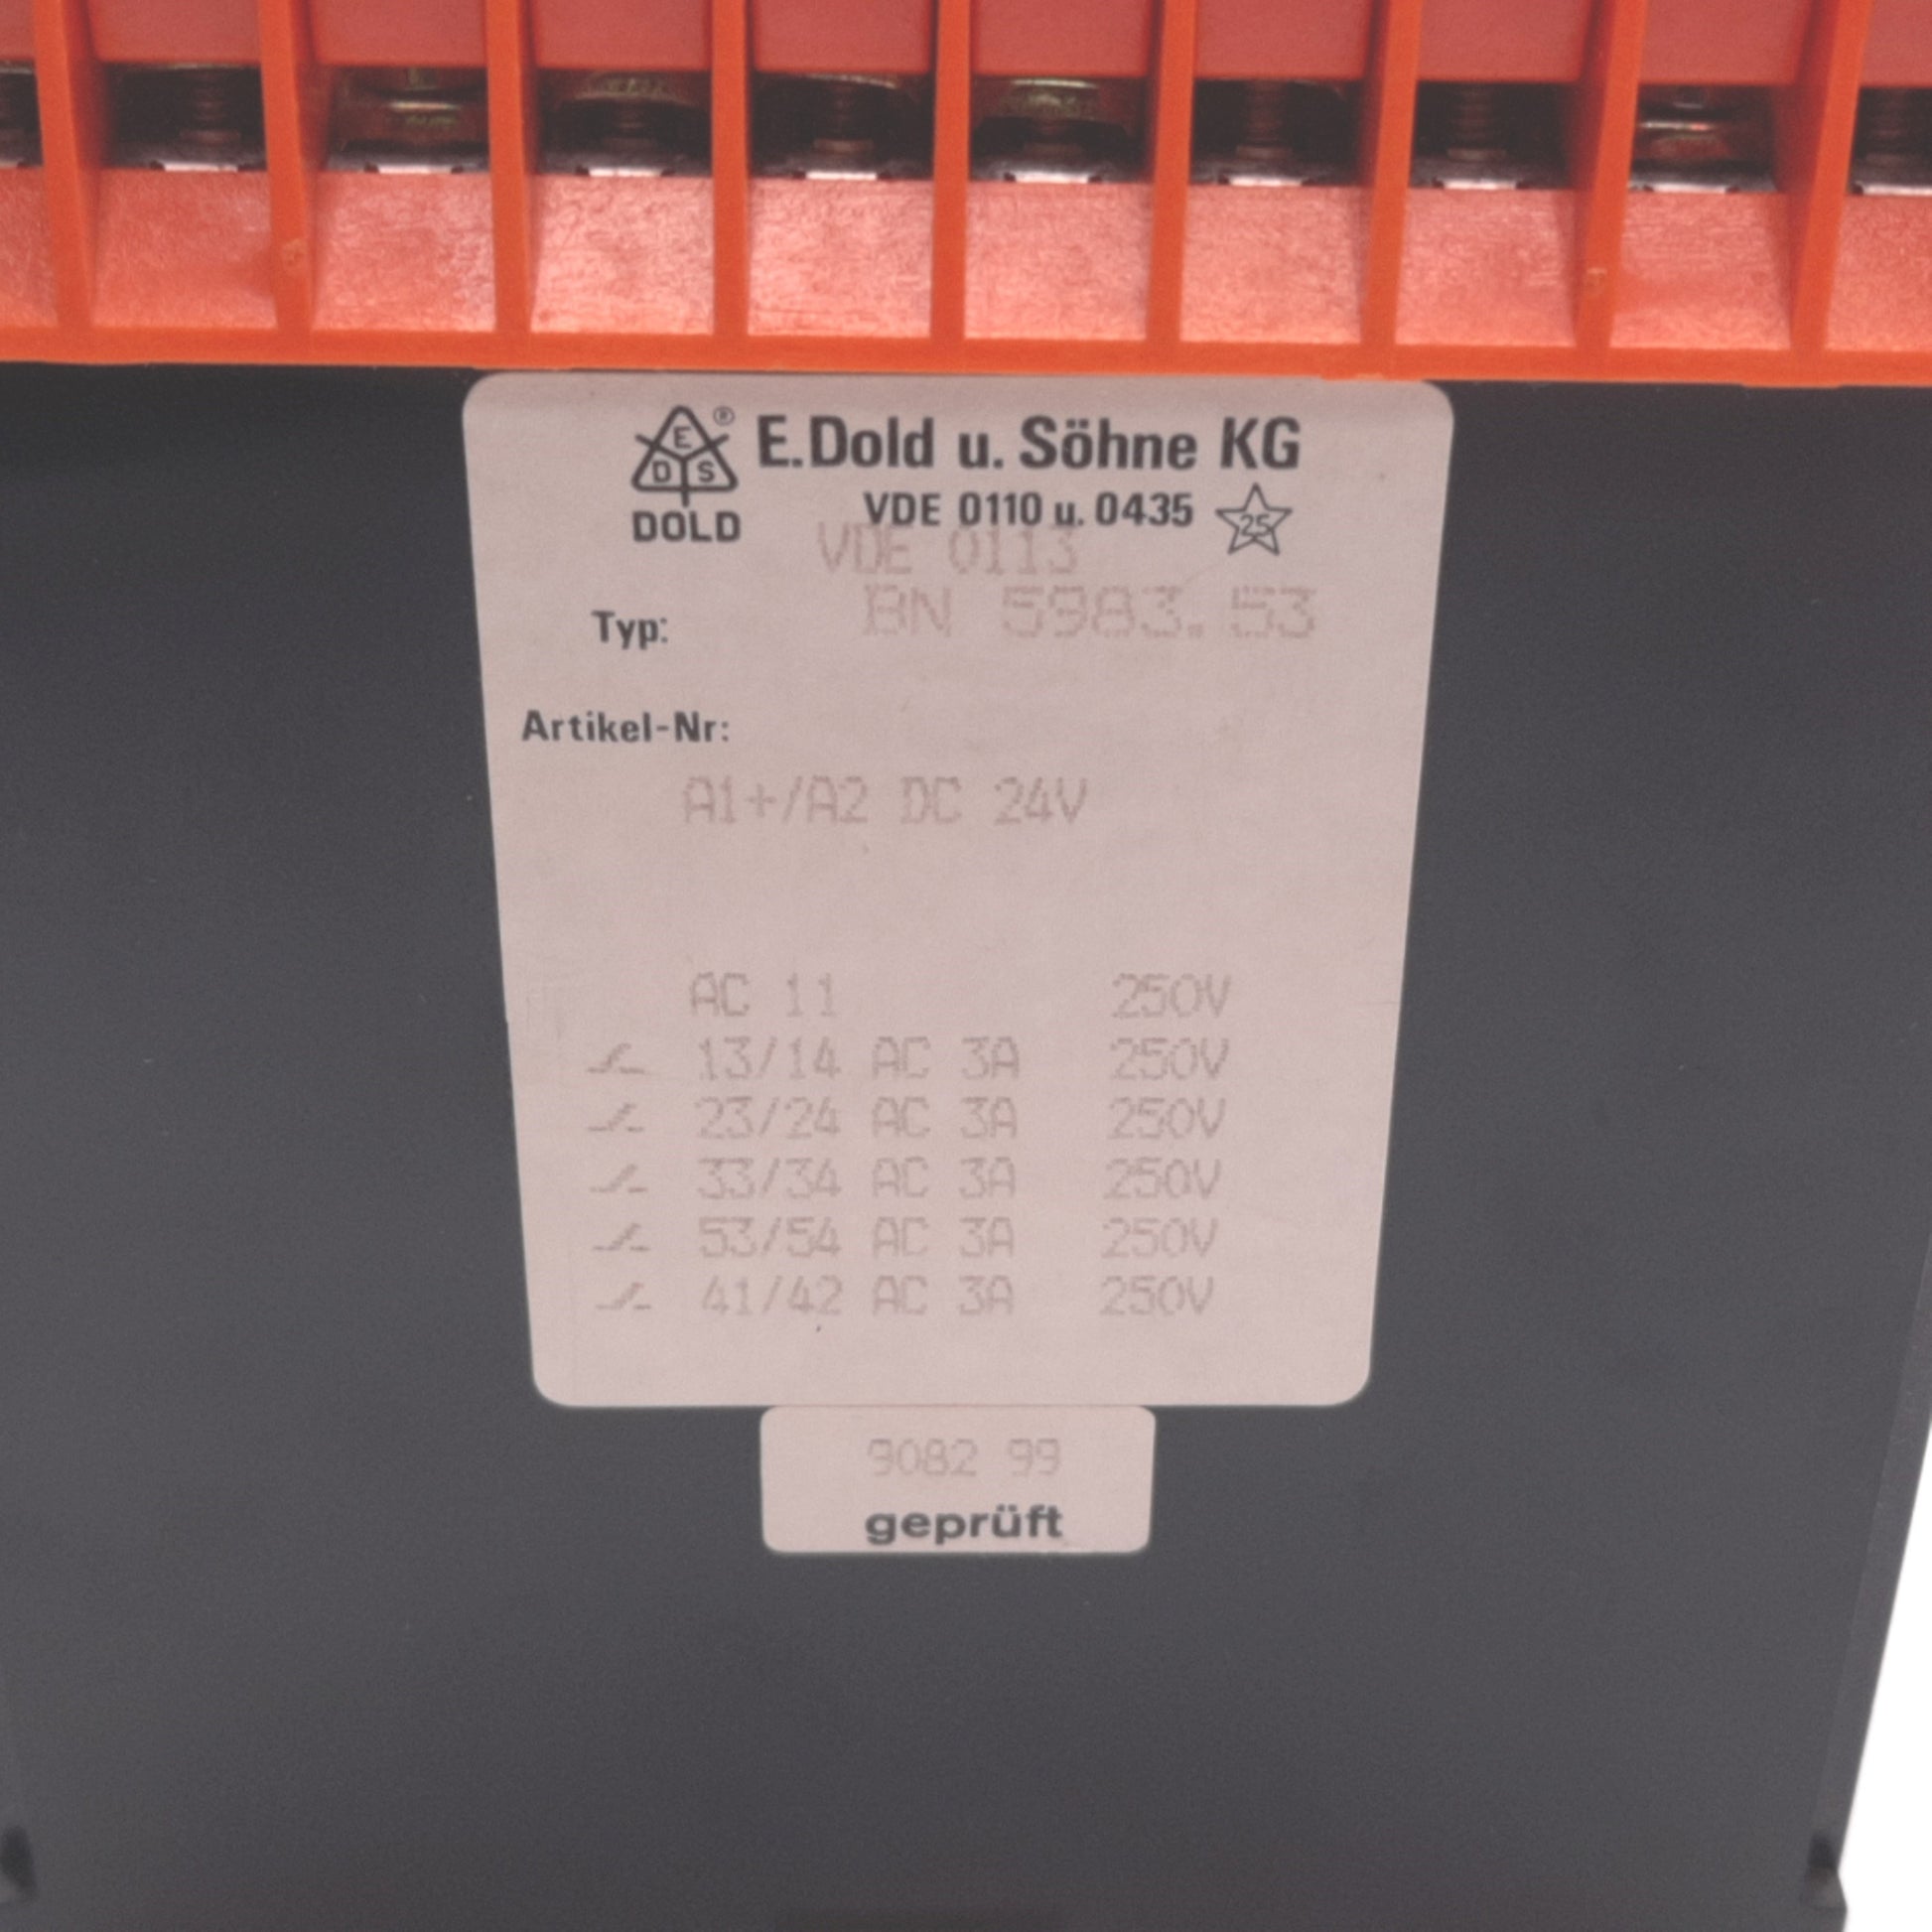 E
D S
®
DOLD
E.Dold u. Söhne KG
VDE 0110 u. 0435
25
VDE 0113
Typ: BN 5983.53
Artikel-Nr:
A1+/A2 DC 24V
AC 11 250V
13/14 AC 3A 250V
23/24 AC 3A 250V
33/34 AC 3A 250V
53/54 AC 3A 250V
41/42 AC 3A 250V
9082 99
geprüft